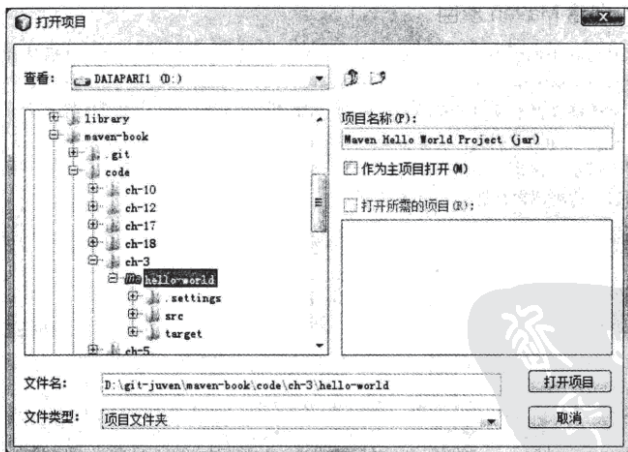 打开项目
查看:
DATAPART1 (D:)
library
maven-book
.git
code
ch-10
ch-12
ch-17
ch-18
ch-3
hello-world
.settings
src
target
ch-5
项目名称(P):
Maven Hello World Project (jar)
作为主项目打开(M)
打开所需的项目(R):
文件名:
D:\git-juven\maven-book\code\ch-3\hello-world
打开项目
文件类型:
项目文件夹
取消